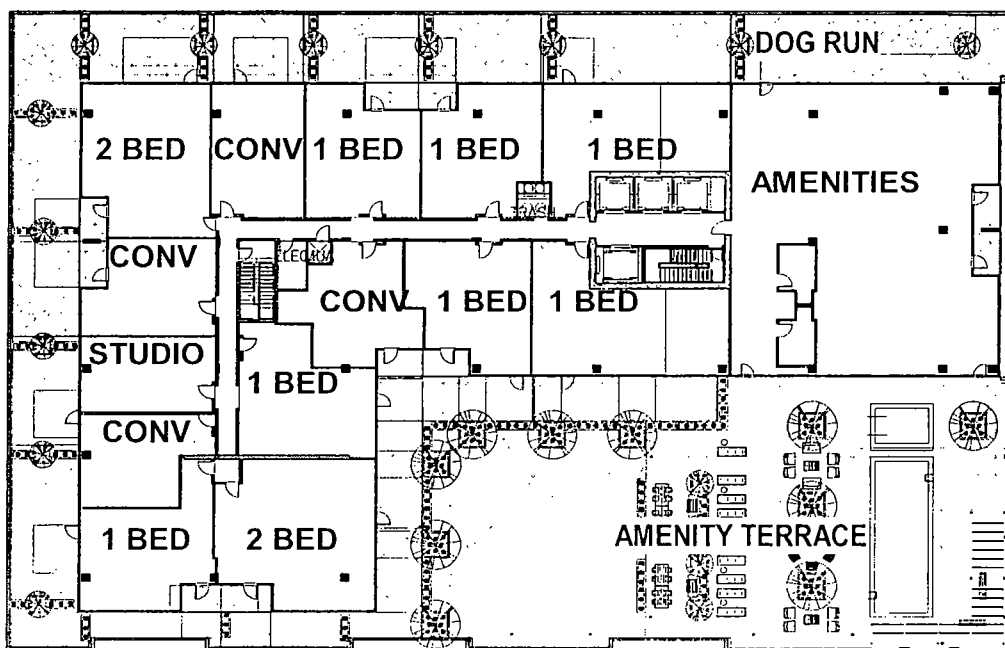 DOG RUN
2 BED
CONV
1 BED
1 BED
1 BED
AMENITIES
TRASH
CONV
ELEC
CONV
1 BED
1 BED
STUDIO
1 BED
CONV
1 BED
2 BED
AMENITY TERRACE